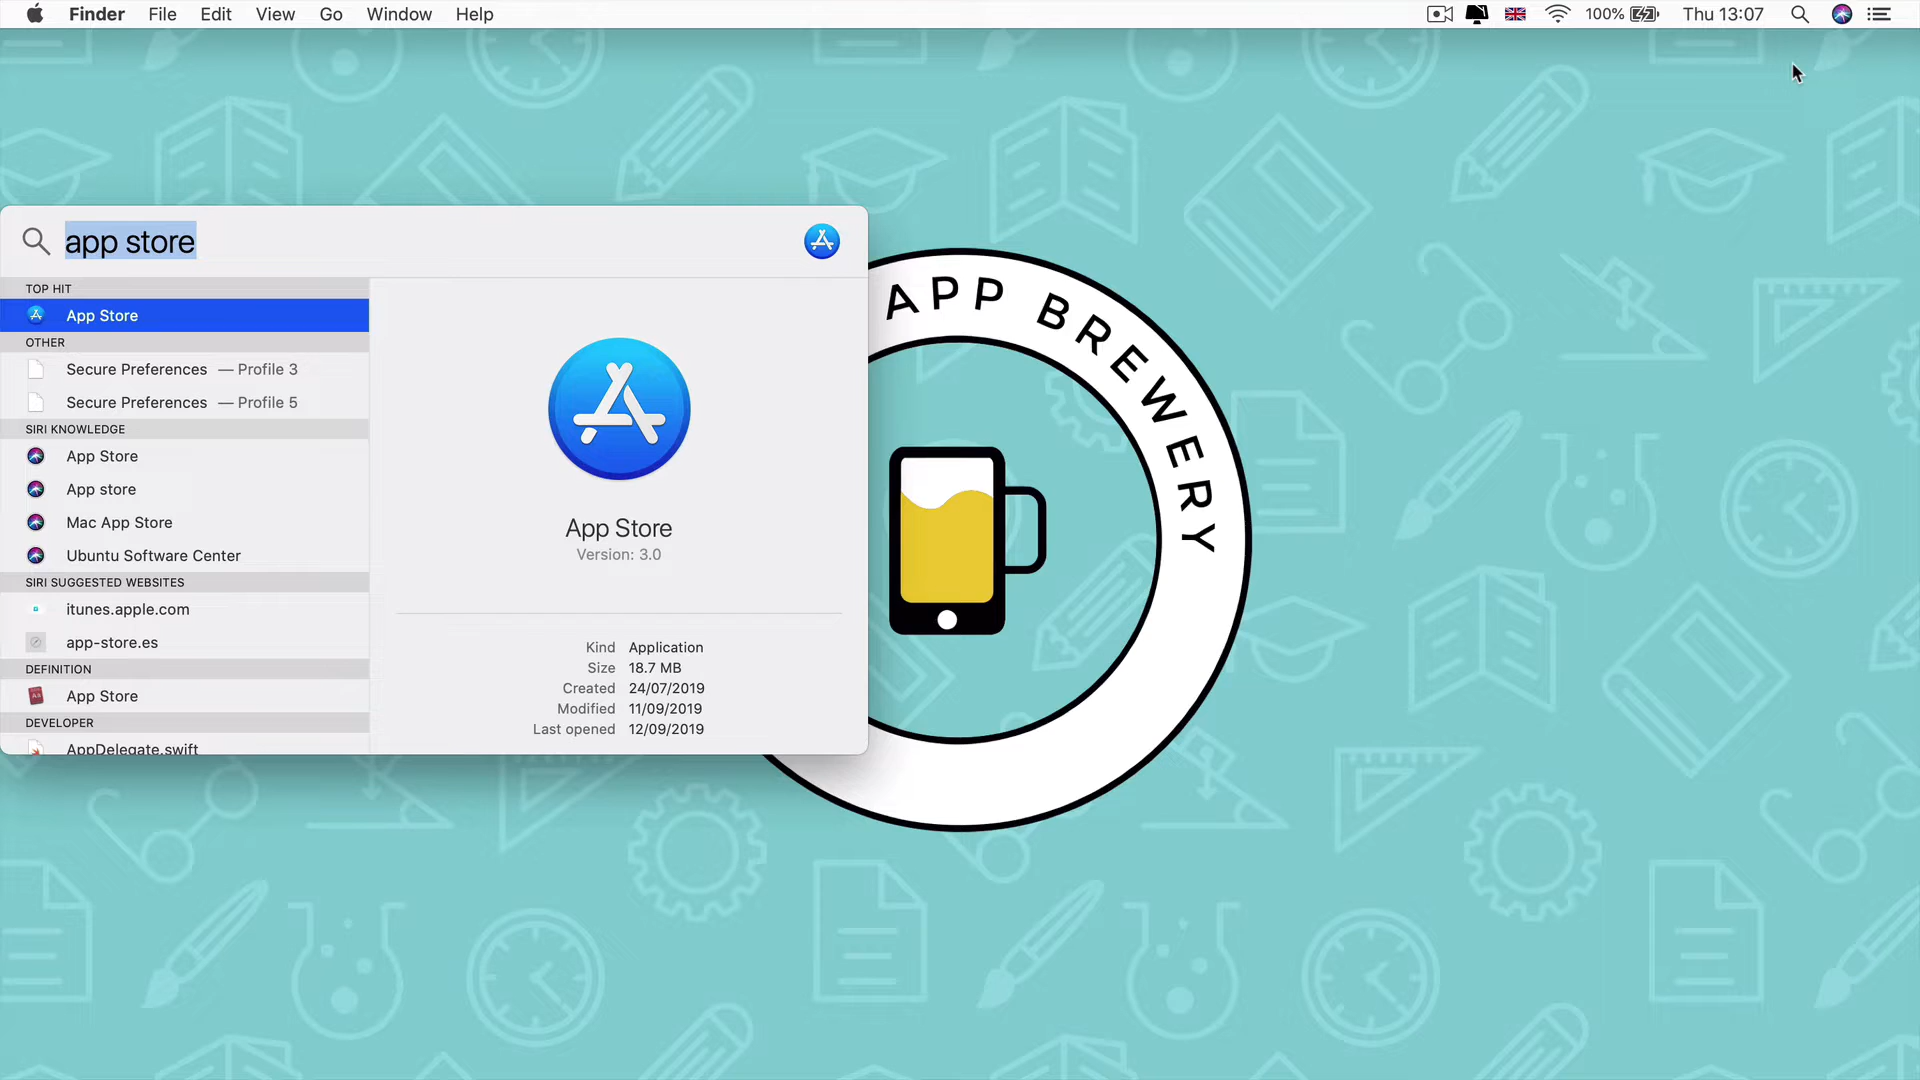 Finder File Edit View Go Window Help 100% Thu 13:07
app store
TOP HIT
App Store
OTHER
Secure Preferences — Profile 3
Secure Preferences — Profile 5
SIRI KNOWLEDGE
App Store
App store
Mac App Store
Ubuntu Software Center
SIRI SUGGESTED WEBSITES
itunes.apple.com
app-store.es
DEFINITION
App Store
DEVELOPER
AppDelegate.swift
App Store
Version: 3.0
Kind Application
Size 18.7 MB
Created 24/07/2019
Modified 11/09/2019
Last opened 12/09/2019
APP BREWERY